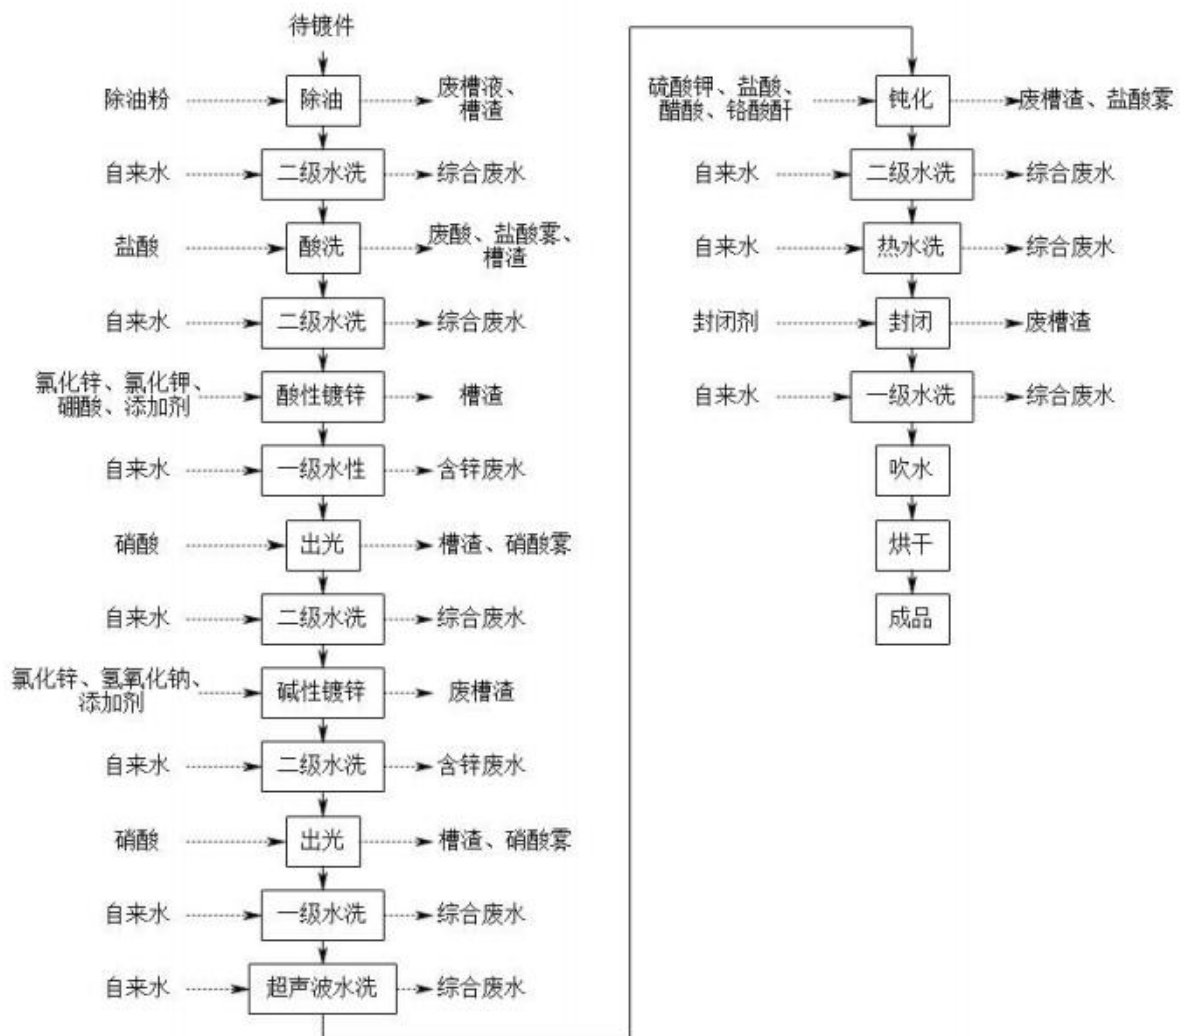 待镀件
除油粉
除油
废槽液、
槽渣
自来水
二级水洗
综合废水
盐酸
酸洗
废酸、盐酸雾、
槽渣
自来水
二级水洗
综合废水
氯化锌、氯化钾、
硼酸、添加剂
酸性镀锌
槽渣
自来水
一级水性
含锌废水
硝酸
出光
槽渣、硝酸雾
自来水
二级水洗
综合废水
氯化锌、氢氧化钠、
添加剂
碱性镀锌
废槽渣
自来水
二级水洗
含锌废水
硝酸
出光
槽渣、硝酸雾
自来水
一级水洗
综合废水
自来水
超声波水洗
综合废水
硫酸钾、盐酸、
醋酸、铬酸酐
钝化
废槽渣、盐酸雾
自来水
二级水洗
综合废水
自来水
热水洗
综合废水
封闭剂
封闭
废槽渣
自来水
一级水洗
综合废水
吹水
烘干
成品